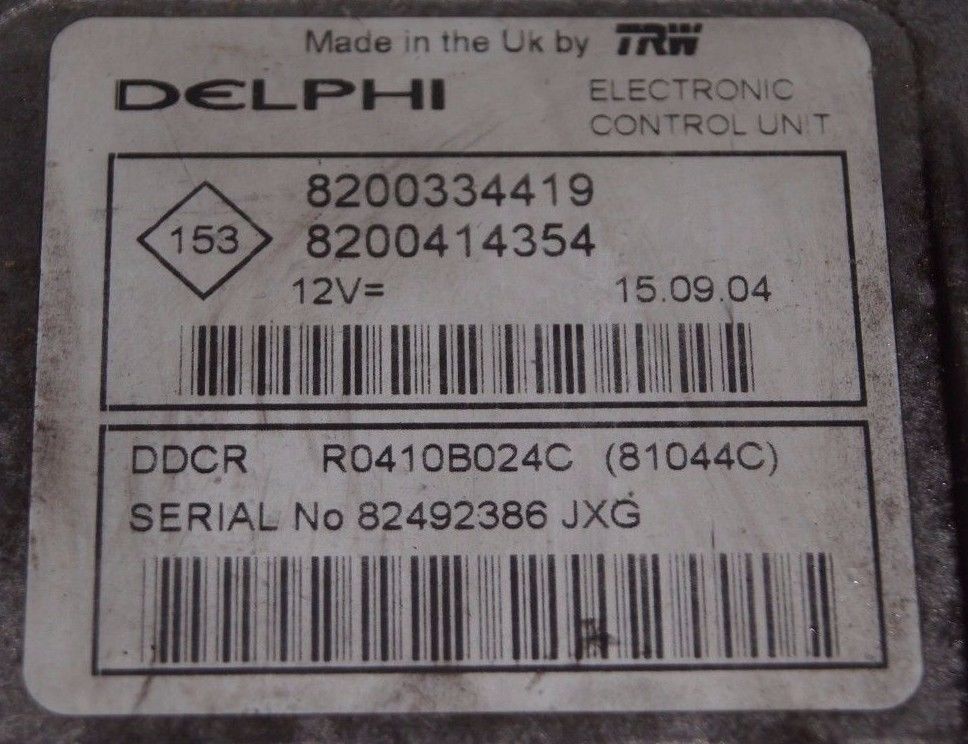 Made in the Uk by TRW
DELPHI
ELECTRONIC
CONTROL UNIT
8200334419
153
8200414354
12V= 15.09.04
DDCR R0410B024C (81044C)
SERIAL No 82492386 JXG